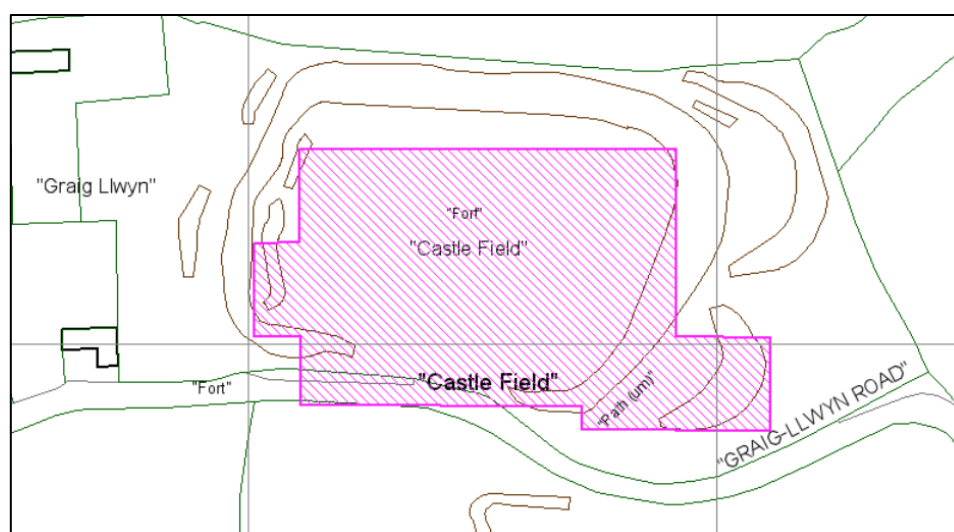 "Graig Llwyn"
"Fort"
"Castle Field"
"Castle Field"
"Fort"
"Path (um)"
"GRAIG-LLWYN ROAD"